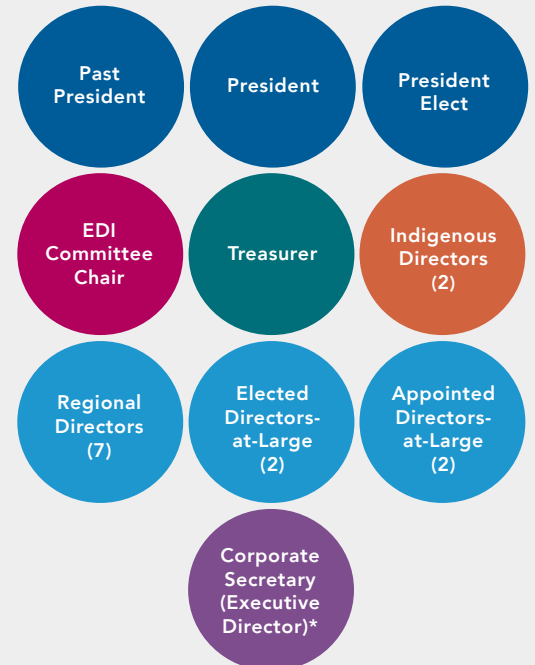 Past
President
President
President
Elect
EDI
Committee
Chair
Treasurer
Indigenous
Directors
(2)
Regional
Directors
(7)
Elected
Directors-
at-Large
(2)
Appointed
Directors-
at-Large
(2)
Corporate
Secretary
(Executive
Director)*